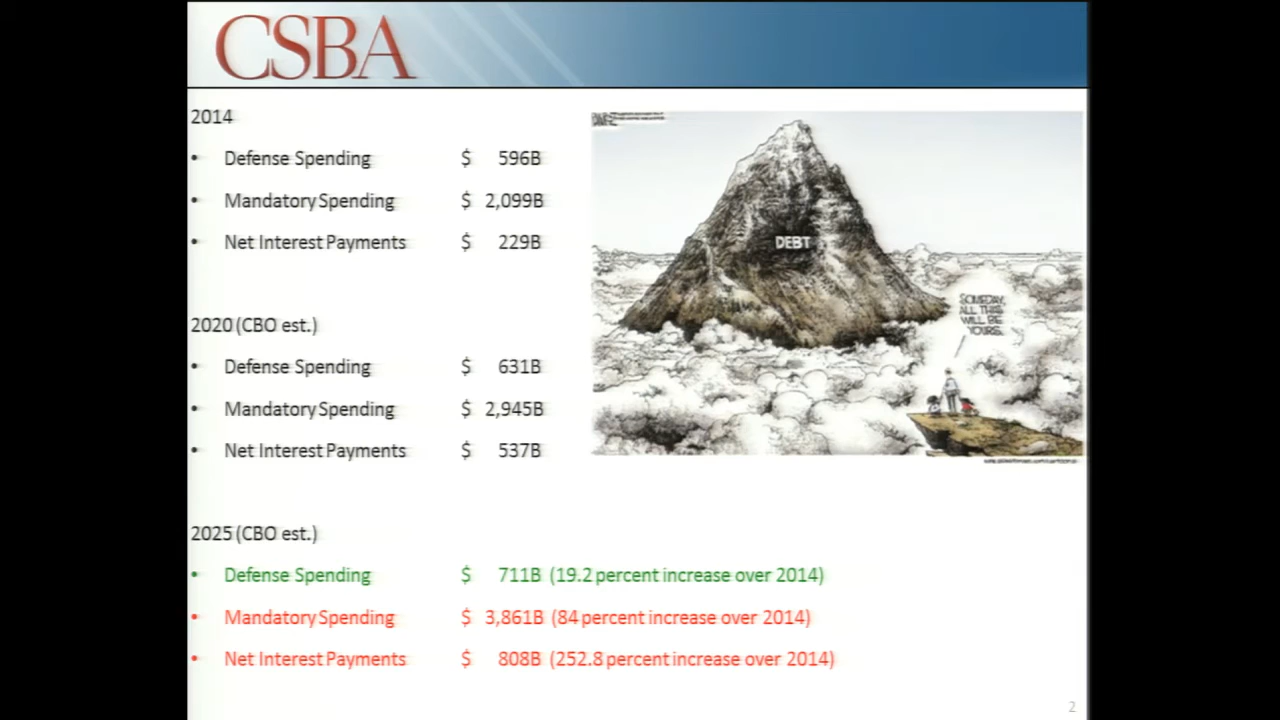 CSBA
2014
• Defense Spending $ 596B
• Mandatory Spending $ 2,099B
• Net Interest Payments $ 229B
DEBT
SOMEDAY,
ALL THIS
WILL BE
YOURS.
2020 (CBO est.)
• Defense Spending $ 631B
• Mandatory Spending $ 2,945B
• Net Interest Payments $ 537B
2025 (CBO est.)
• Defense Spending $ 711B (19.2 percent increase over 2014)
• Mandatory Spending $ 3,861B (84 percent increase over 2014)
• Net Interest Payments $ 808B (252.8 percent increase over 2014)
2